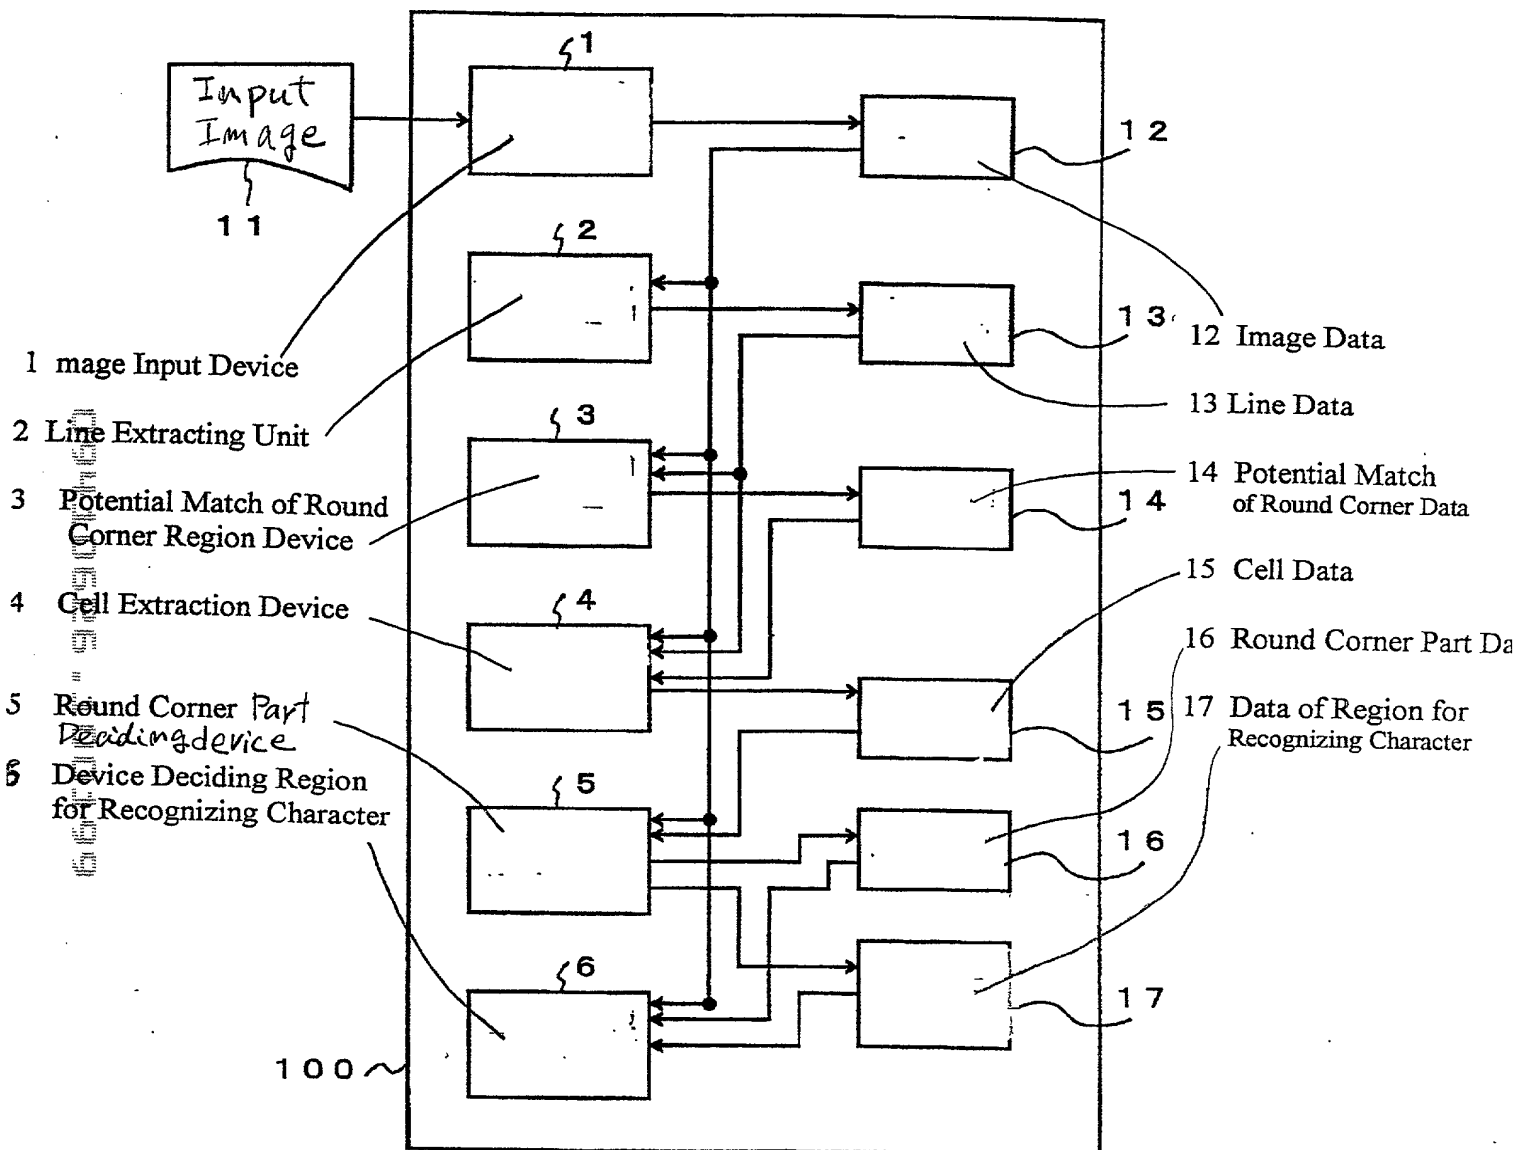 Input
Image
11
1
12
2
13
3
14
4
15
5
16
6
17
100
1 mage Input Device
2 Line Extracting Unit
3 Potential Match of Round
Corner Region Device
4 Cell Extraction Device
5 Round Corner Part
Deciding device
Device Deciding Region
for Recognizing Character
12 Image Data
13 Line Data
14 Potential Match
of Round Corner Data
15 Cell Data
16 Round Corner Part Da
17 Data of Region for
Recognizing Character